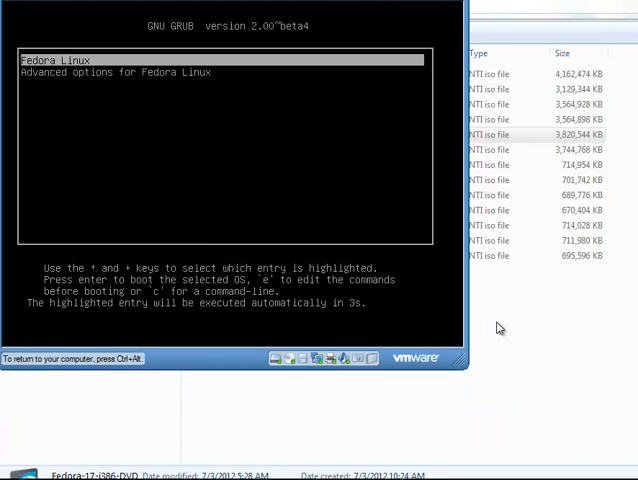 GNU GRUB  version 2.00~beta4
Fedora Linux
Advanced options for Fedora Linux
Use the ↑ and ↓ keys to select which entry is highlighted.
Press enter to boot the selected OS, `e' to edit the commands
before booting or `c' for a command-line.
The highlighted entry will be executed automatically in 3s.
To return to your computer, press Ctrl+Alt.
vmware
Type Size
NTI iso file 4,162,474 KB
NTI iso file 3,129,344 KB
NTI iso file 3,564,928 KB
NTI iso file 3,564,898 KB
NTI iso file 3,820,544 KB
NTI iso file 3,744,768 KB
NTI iso file 714,954 KB
NTI iso file 701,742 KB
NTI iso file 689,776 KB
NTI iso file 670,404 KB
NTI iso file 714,028 KB
NTI iso file 711,980 KB
NTI iso file 695,596 KB
Fedora-17-i386-DVD Date modified: 7/3/2012 5:28 AM Date created: 7/3/2012 10:24 AM